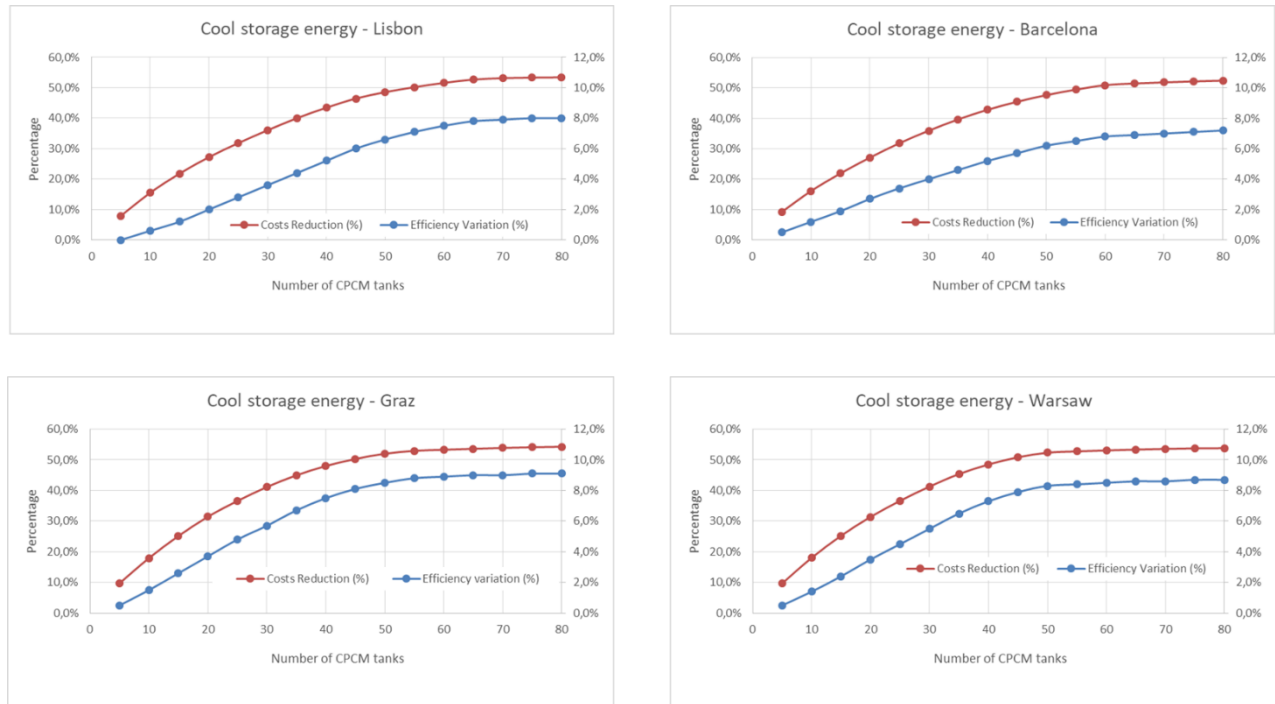 Cool storage energy - Lisbon
60,0% 12,0%
50,0% 10,0%
40,0% 8,0%
30,0% 6,0%
20,0% 4,0%
10,0% 2,0%
0,0% 0,0%
Percentage
Costs Reduction (%) Efficiency Variation (%)
0 10 20 30 40 50 60 70 80
Number of CPCM tanks
Cool storage energy - Barcelona
60,0% 12,0%
50,0% 10,0%
40,0% 8,0%
30,0% 6,0%
20,0% 4,0%
10,0% 2,0%
0,0% 0,0%
Percentage
Costs Reduction (%) Efficiency Variation (%)
0 10 20 30 40 50 60 70 80
Number of CPCM tanks
Cool storage energy - Graz
60,0% 12,0%
50,0% 10,0%
40,0% 8,0%
30,0% 6,0%
20,0% 4,0%
10,0% 2,0%
0,0% 0,0%
Percentage
Costs Reduction (%) Efficiency variation (%)
0 10 20 30 40 50 60 70 80
Number of CPCM tanks
Cool storage energy - Warsaw
60,0% 12,0%
50,0% 10,0%
40,0% 8,0%
30,0% 6,0%
20,0% 4,0%
10,0% 2,0%
0,0% 0,0%
Percentage
Costs Reduction (%) Efficiency Variation (%)
0 10 20 30 40 50 60 70 80
Number of CPCM tanks